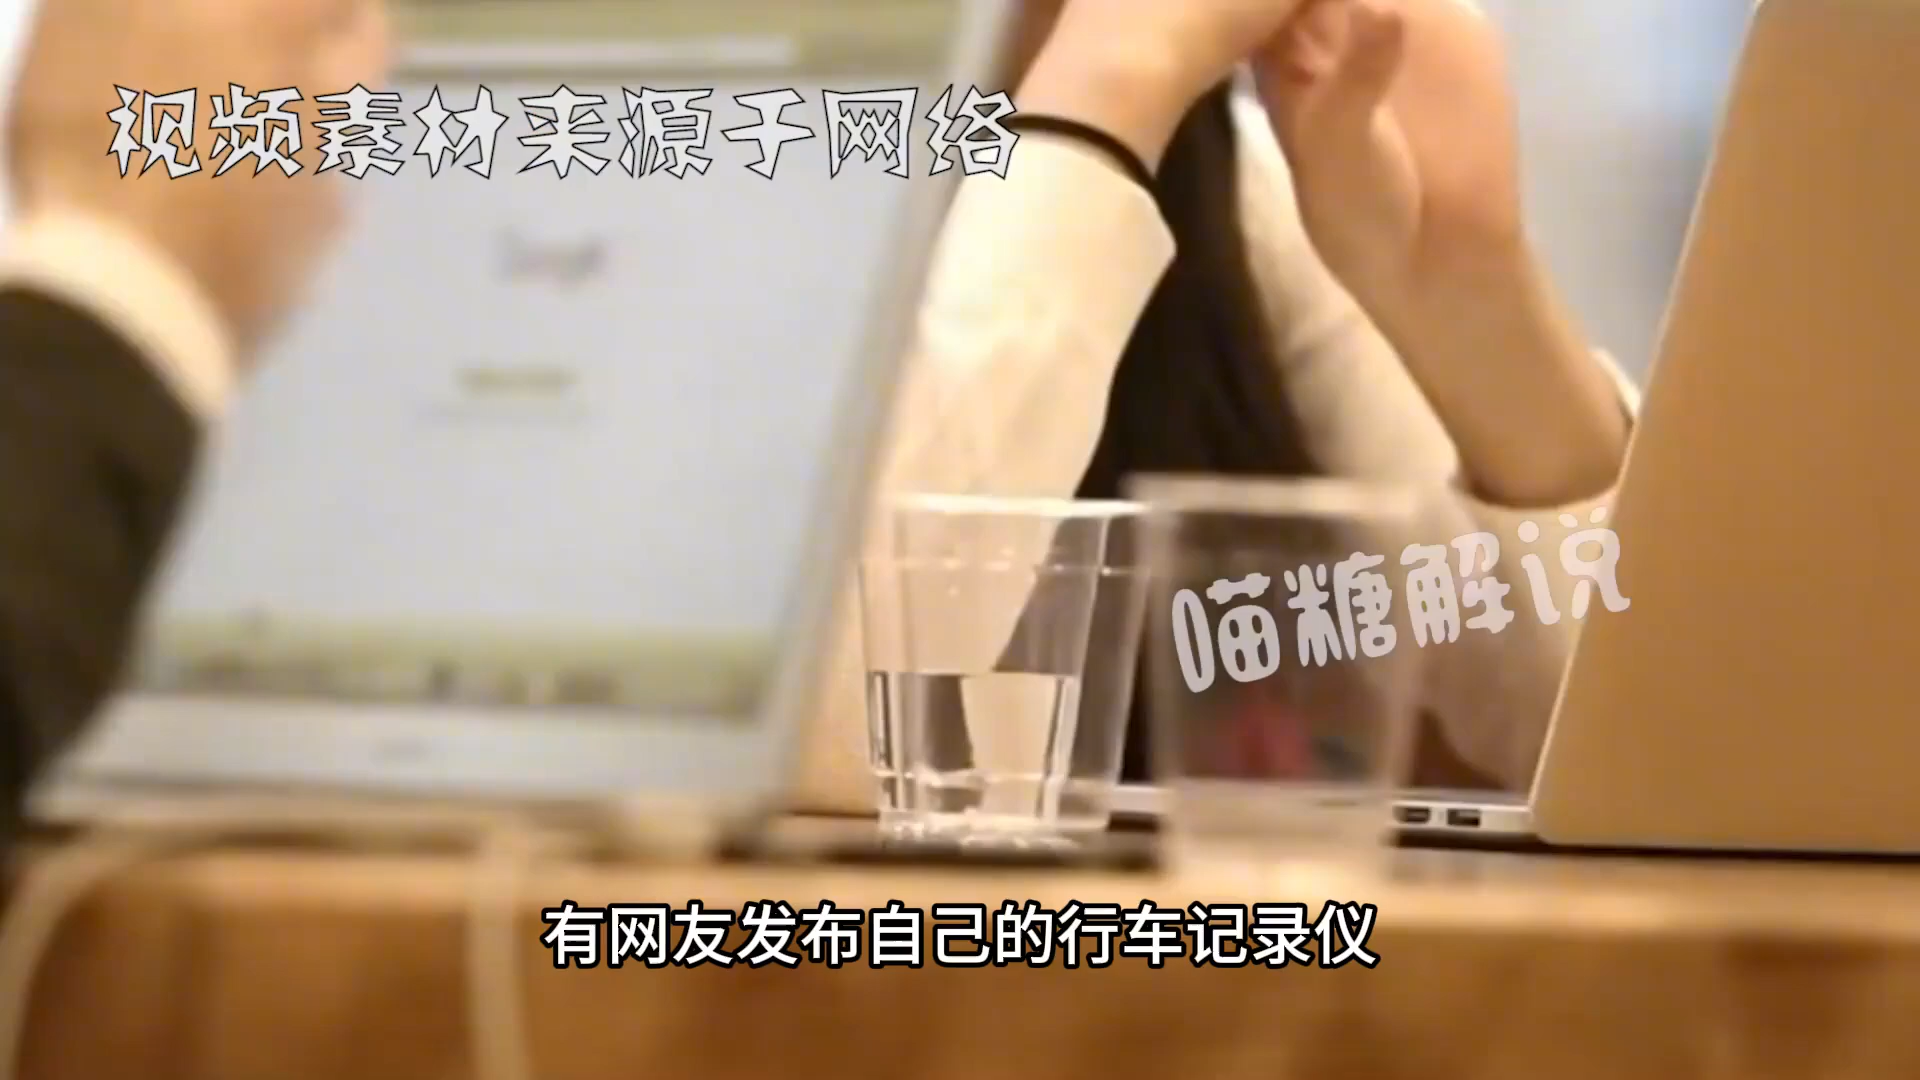 视频素材来源于网络
喵糖解说
有网友发布自己的行车记录仪